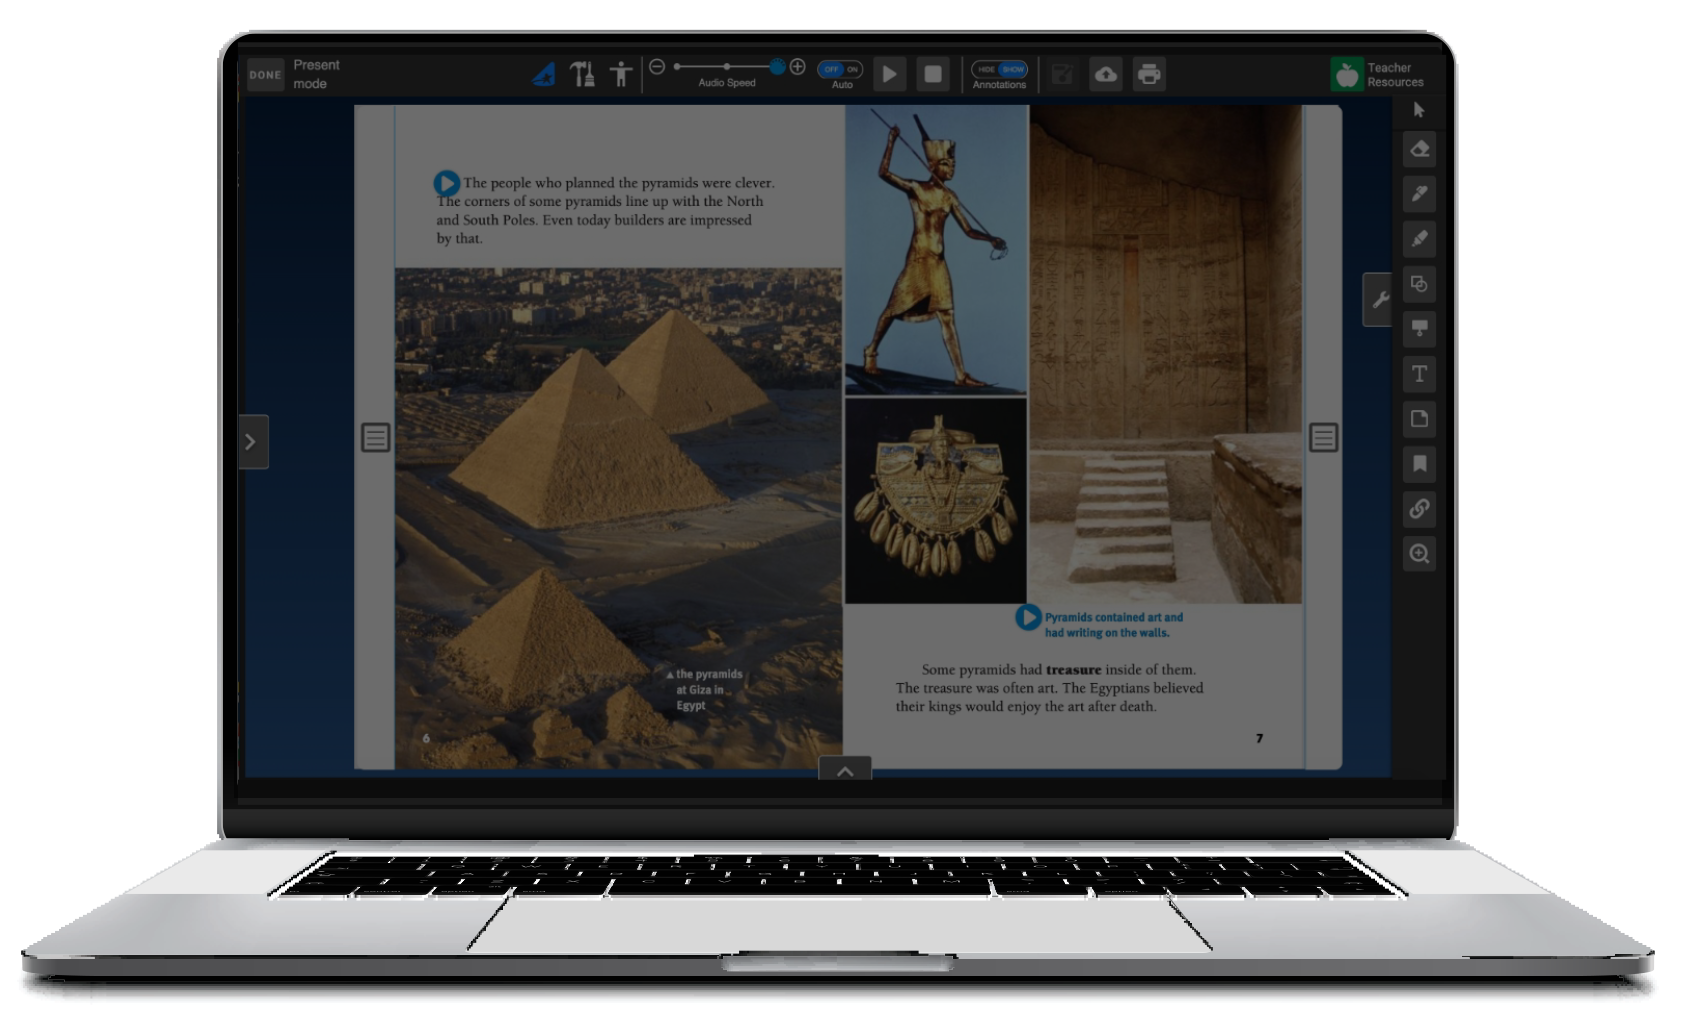 DONE
Present
mode
Audio Speed
OFF ON
Auto
HIDE SHOW
Annotations
Teacher
Resources
The people who planned the pyramids were clever.
The corners of some pyramids line up with the North
and South Poles. Even today builders are impressed
by that.
▲ the pyramids
at Giza in
Egypt
6
Pyramids contained art and
had writing on the walls.
Some pyramids had treasure inside of them.
The treasure was often art. The Egyptians believed
their kings would enjoy the art after death.
7